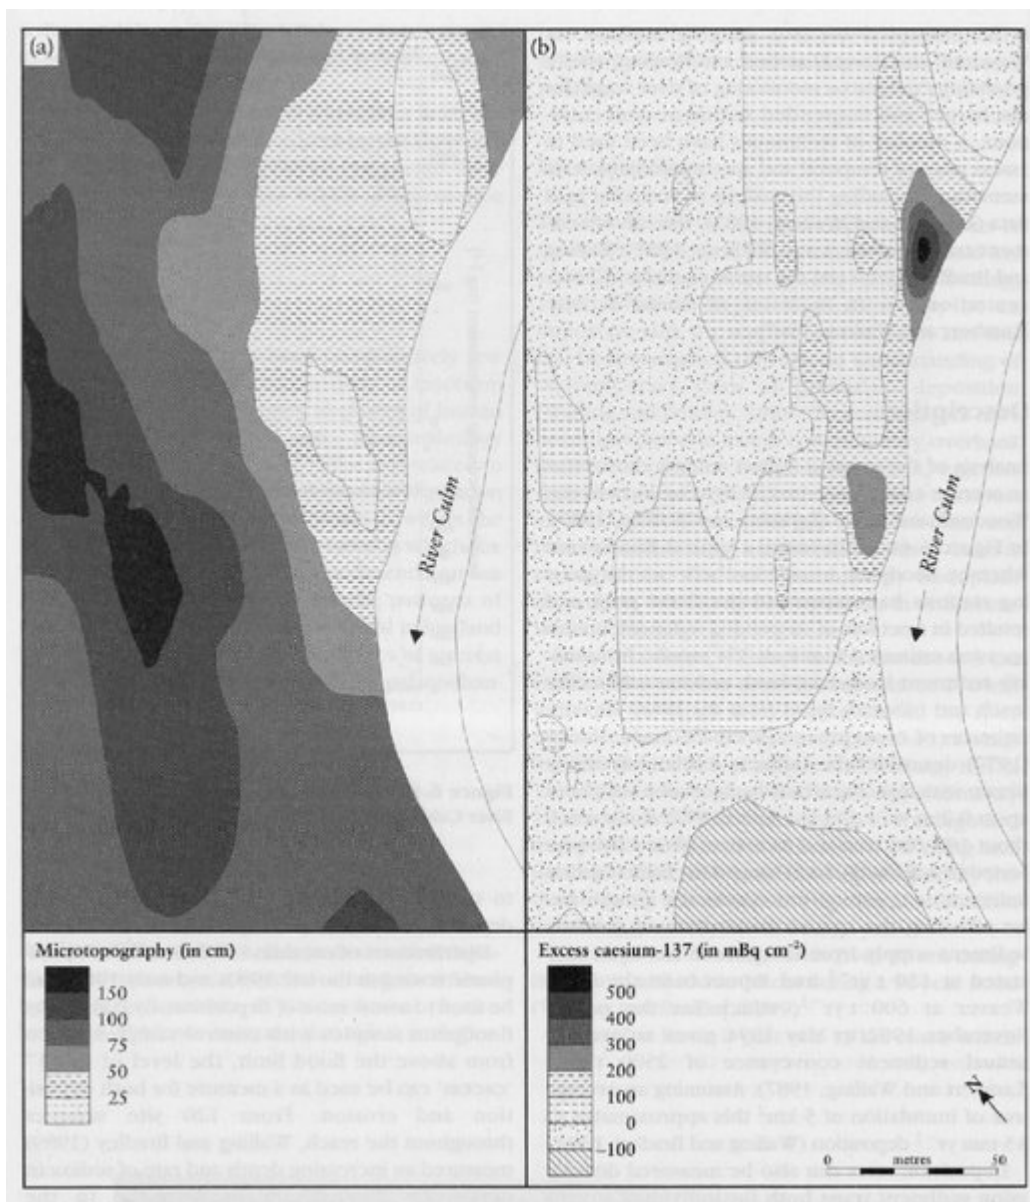 (a)
(b)
River Culm
River Culm
Microtopography (in cm)
150
100
75
50
25
Excess caesium-137 (in mBq cm⁻²)
500
400
300
200
100
0
–100
N
0 metres 50